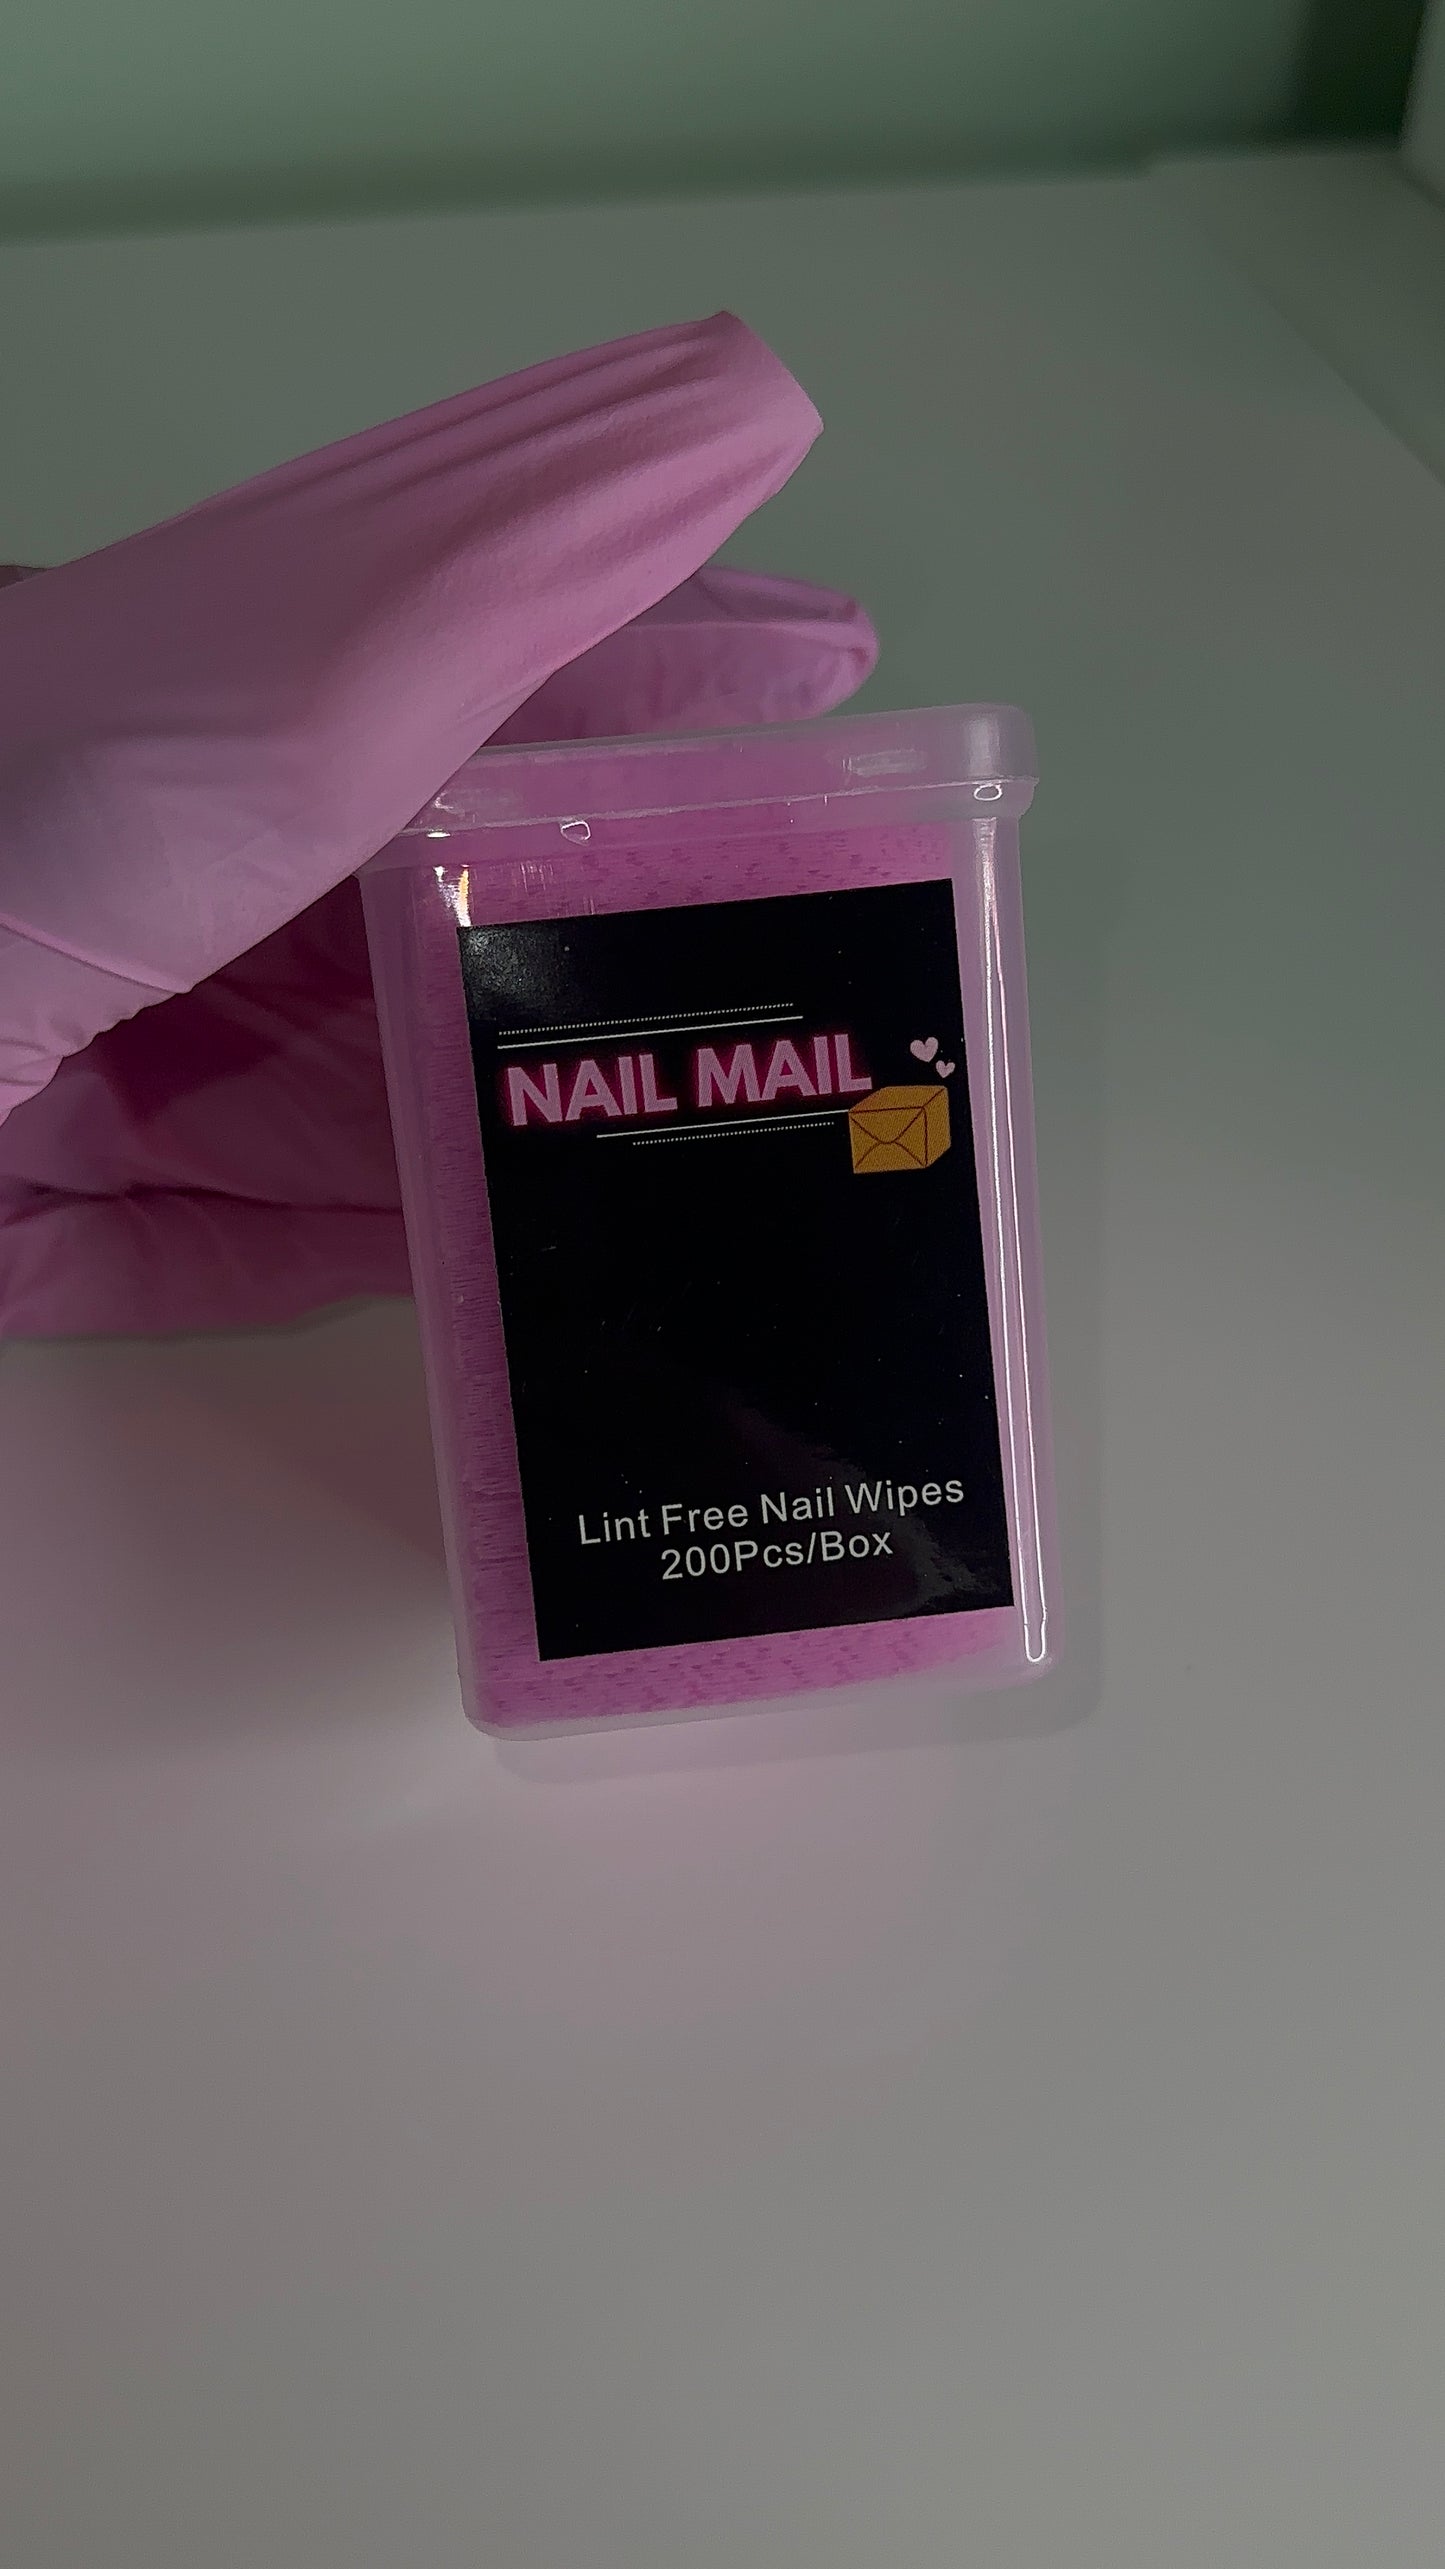 NAIL MAIL
Lint Free Nail Wipes
200Pcs/Box